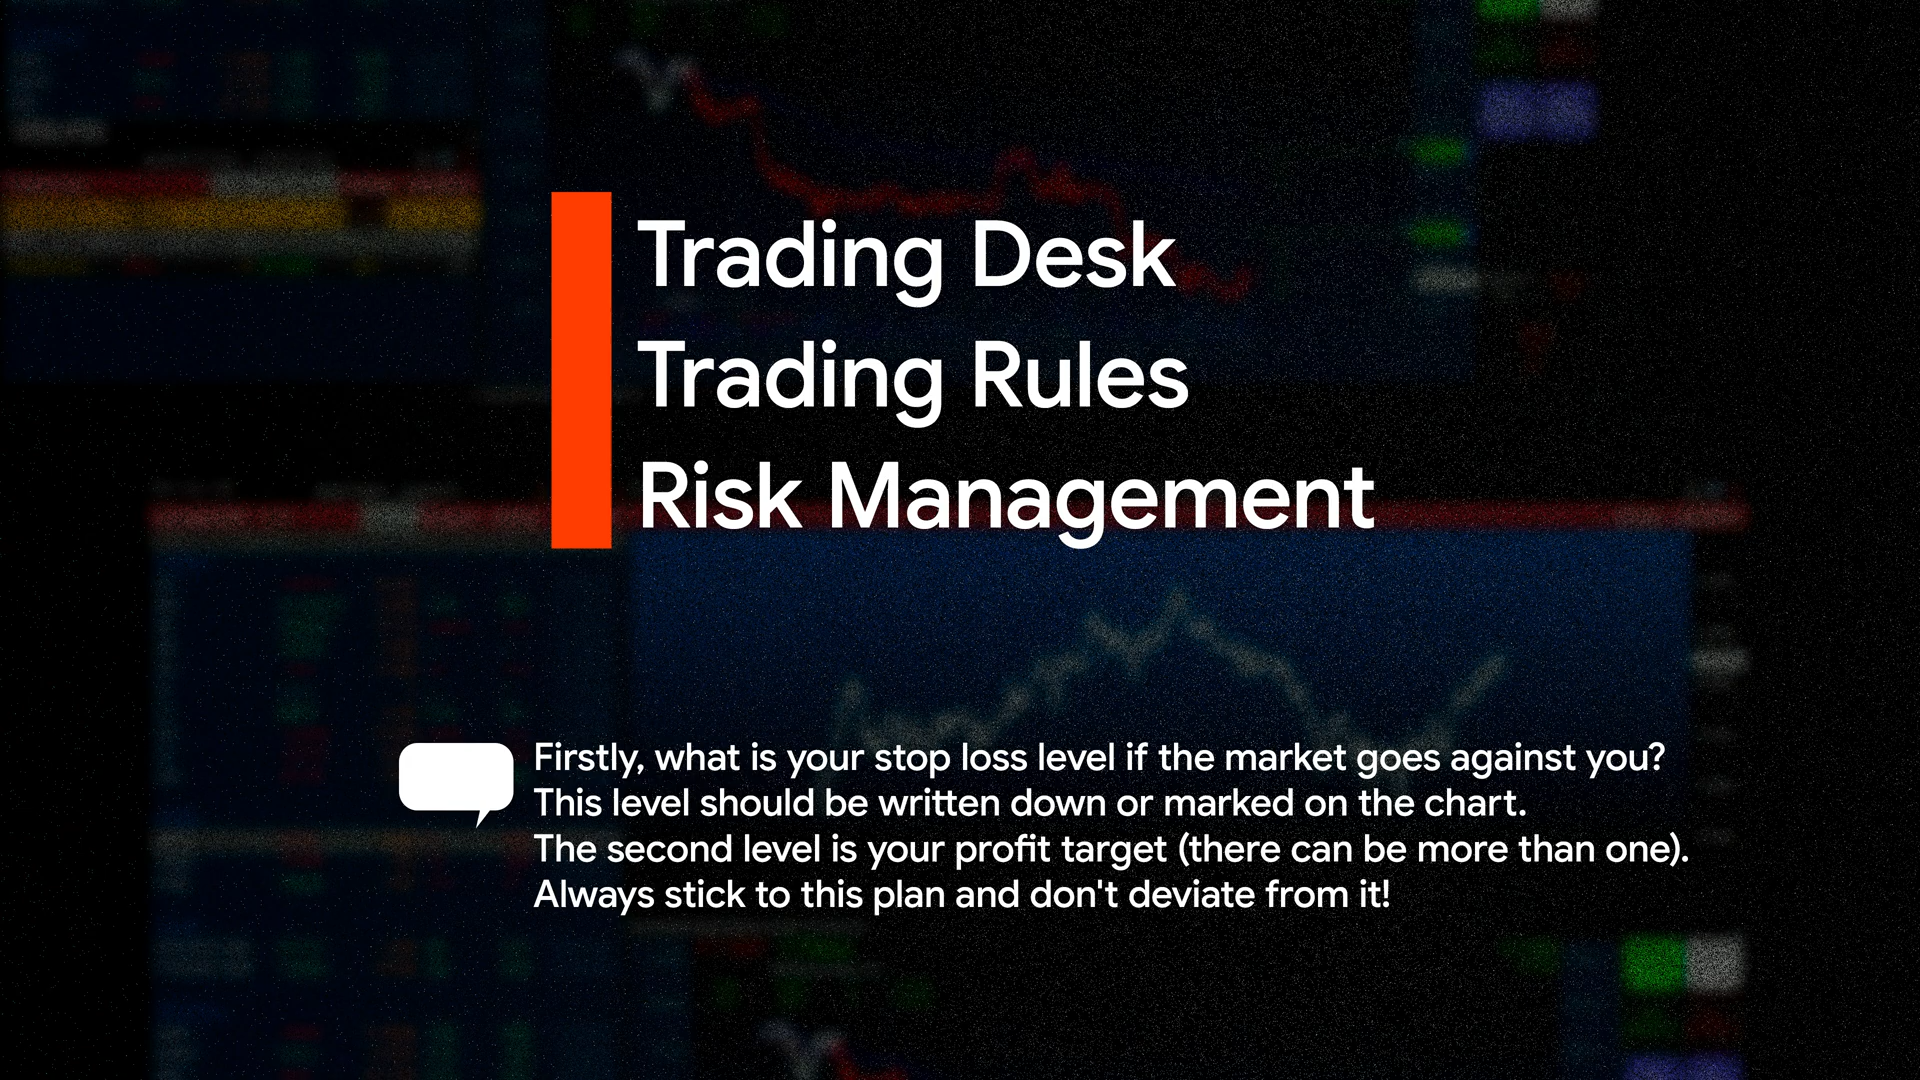 Trading Desk
Trading Rules
Risk Management
Firstly, what is your stop loss level if the market goes against you?
This level should be written down or marked on the chart.
The second level is your profit target (there can be more than one).
Always stick to this plan and don't deviate from it!